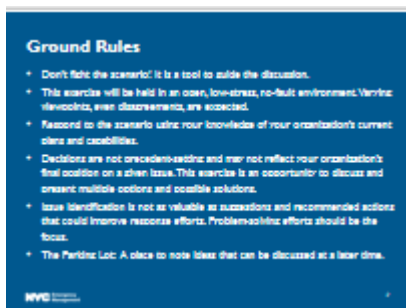 Ground Rules
Don't fight the scenario! It is a tool to guide the discussion.
This exercise will be held in an open, low-stress, no-fault environment. Varying
viewpoints, even disagreements, are expected.
Respond to the scenario using your knowledge of your organization's current
plans and capabilities.
Decisions are not precedent-setting and may not reflect your organization's
final position on a given issue. This exercise is an opportunity to discuss and
present multiple options and possible solutions.
Issue identification is not as valuable as suggestions and recommended actions
that could improve response efforts. Problem-solving efforts should be the
focus.
The Parking Lot: A place to note ideas that can be discussed at a later time.
NYC Emergency
Management